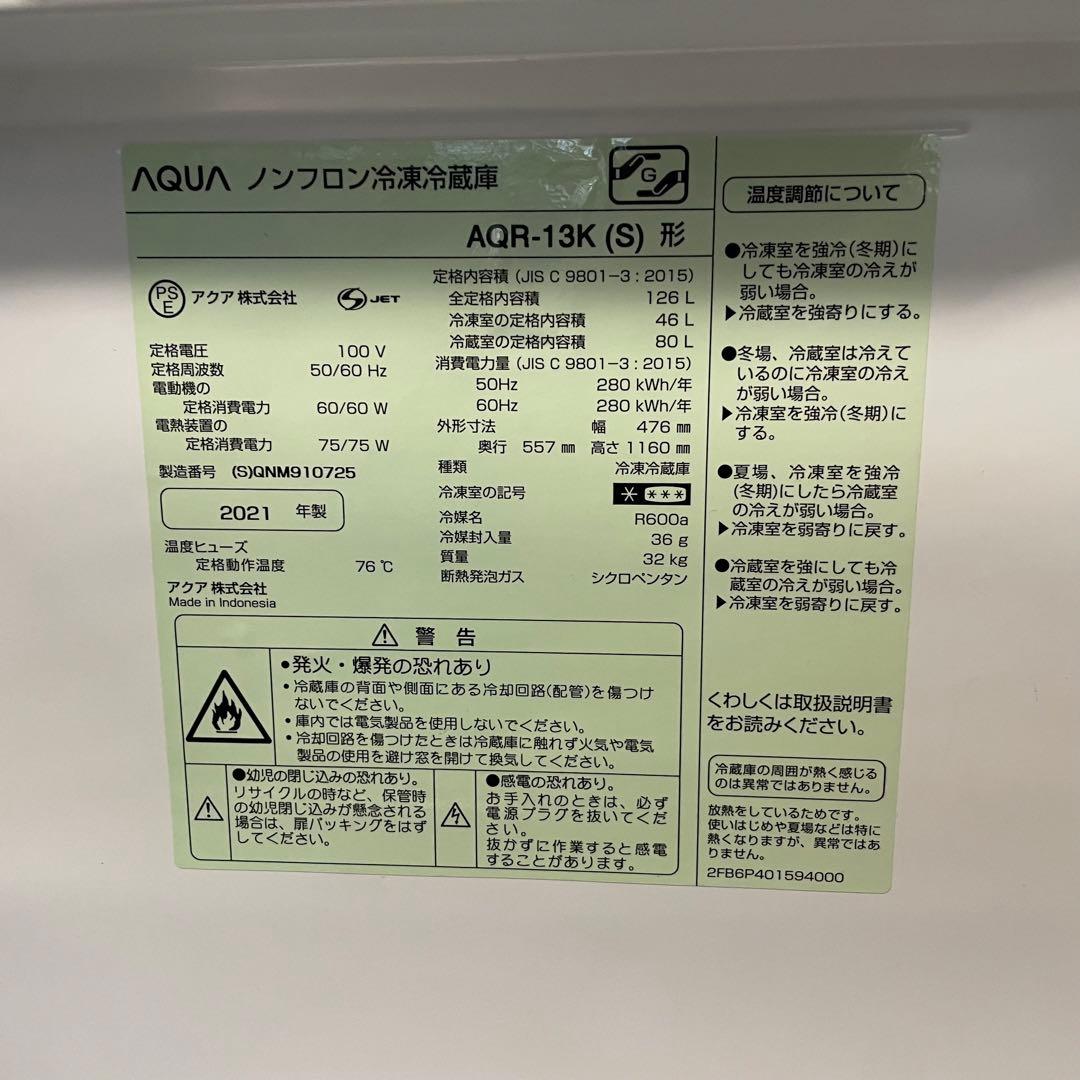 AQUA ノンフロン冷凍冷蔵庫
G
AQR-13K (S) 形
PS
E
アクア 株式会社
S JET
定格電圧 100 V
定格周波数 50/60 Hz
電動機の
定格消費電力 60/60 W
電熱装置の
定格消費電力 75/75 W
製造番号 (S)QNM910725
2021 年製
温度ヒューズ
定格動作温度 76 ℃
アクア 株式会社
Made in Indonesia
定格内容積 (JIS C 9801-3 : 2015)
全定格内容積 126 L
冷凍室の定格内容積 46 L
冷蔵室の定格内容積 80 L
消費電力量 (JIS C 9801-3 : 2015)
50Hz 280 kWh/年
60Hz 280 kWh/年
外形寸法 幅 476 ㎜
奥行 557 ㎜ 高さ 1160 ㎜
種類 冷凍冷蔵庫
冷凍室の記号 * ***
冷媒名 R600a
冷媒封入量 36 g
質量 32 kg
断熱発泡ガス シクロペンタン
警 告
●発火・爆発の恐れあり
・冷蔵庫の背面や側面にある冷却回路(配管)を傷つけ
ないでください。
・庫内では電気製品を使用しないでください。
・冷却回路を傷つけたときは冷蔵庫に触れず火気や電気
製品の使用を避け窓を開けて換気してください。
●幼児の閉じ込みの恐れあり。
リサイクルの時など、保管時
の幼児閉じ込みが懸念される
場合は、扉パッキングをはず
してください。
●感電の恐れあり。
お手入れのときは、必ず
電源プラグを抜いてくだ
さい。
抜かずに作業すると感電
することがあります。
温度調節について
●冷凍室を強冷(冬期)に
しても冷凍室の冷えが
弱い場合。
▶冷蔵室を強寄りにする。
●冬場、冷蔵室は冷えて
いるのに冷凍室の冷え
が弱い場合。
▶冷凍室を強冷(冬期)に
する。
●夏場、冷凍室を強冷
(冬期)にしたら冷蔵室
の冷えが弱い場合。
▶冷凍室を弱寄りに戻す。
●冷蔵室を強にしても冷
蔵室の冷えが弱い場合。
▶冷凍室を弱寄りに戻す。
くわしくは取扱説明書
をお読みください。
冷蔵庫の周囲が熱く感じる
のは異常ではありません。
放熱をしているためです。
使いはじめや夏場などは特に
熱くなりますが、異常ではあ
りません。
2FB6P401594000